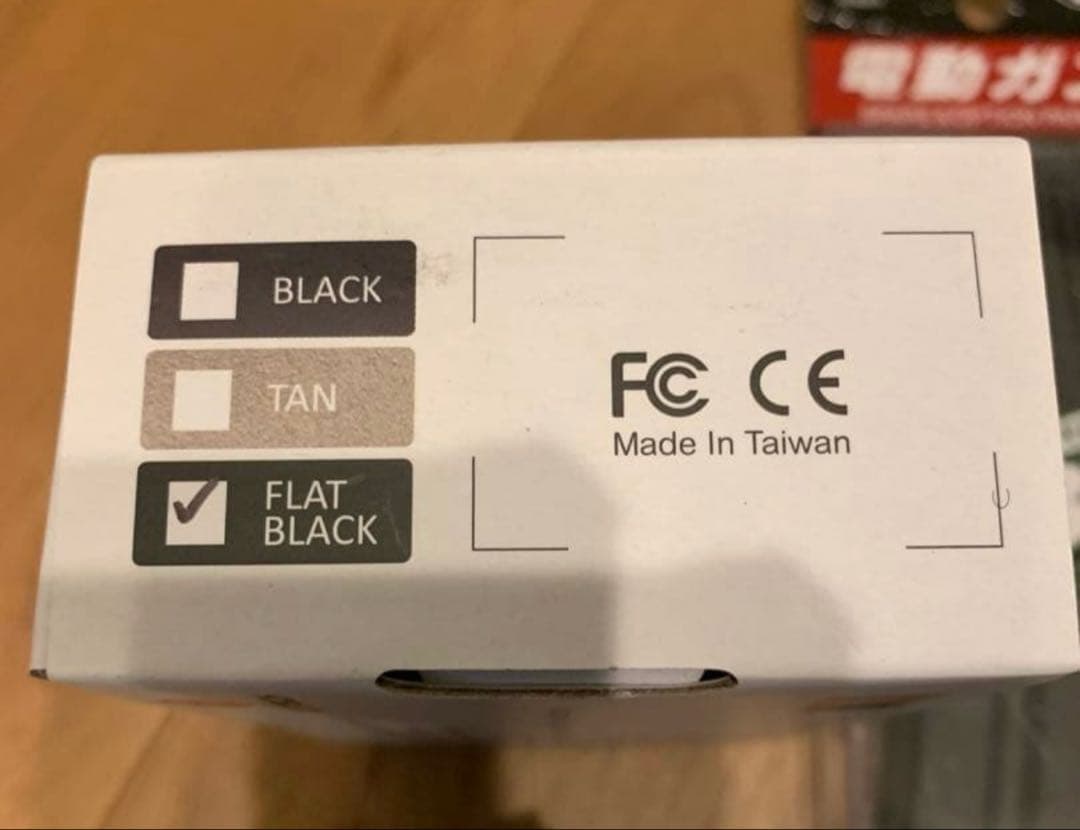 電動ガ
BLACK
TAN
FLAT
BLACK
FC CE
Made In Taiwan